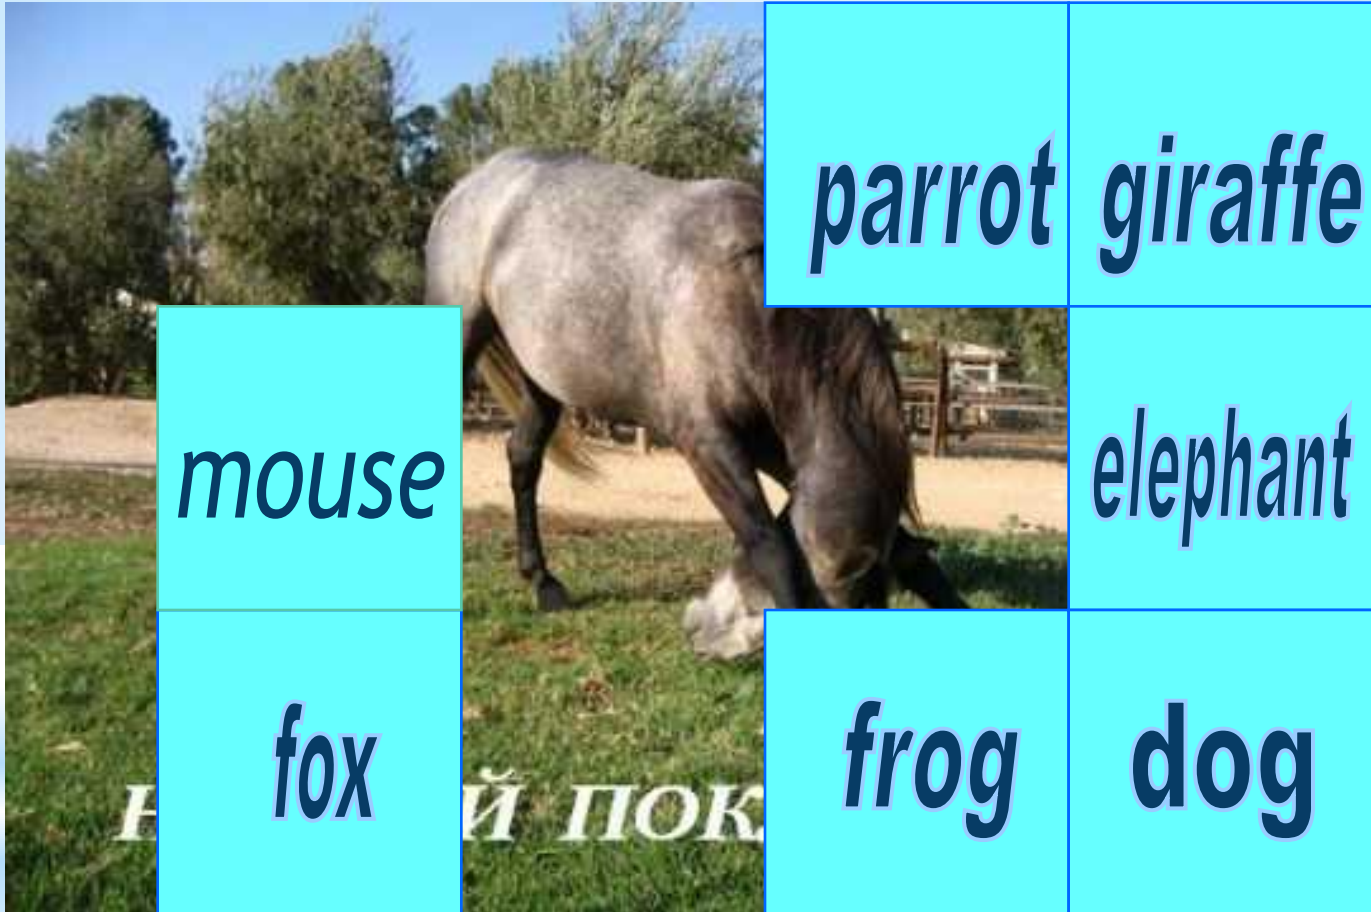 parrot giraffe
mouse elephant
fox frog dog
Й ПОК